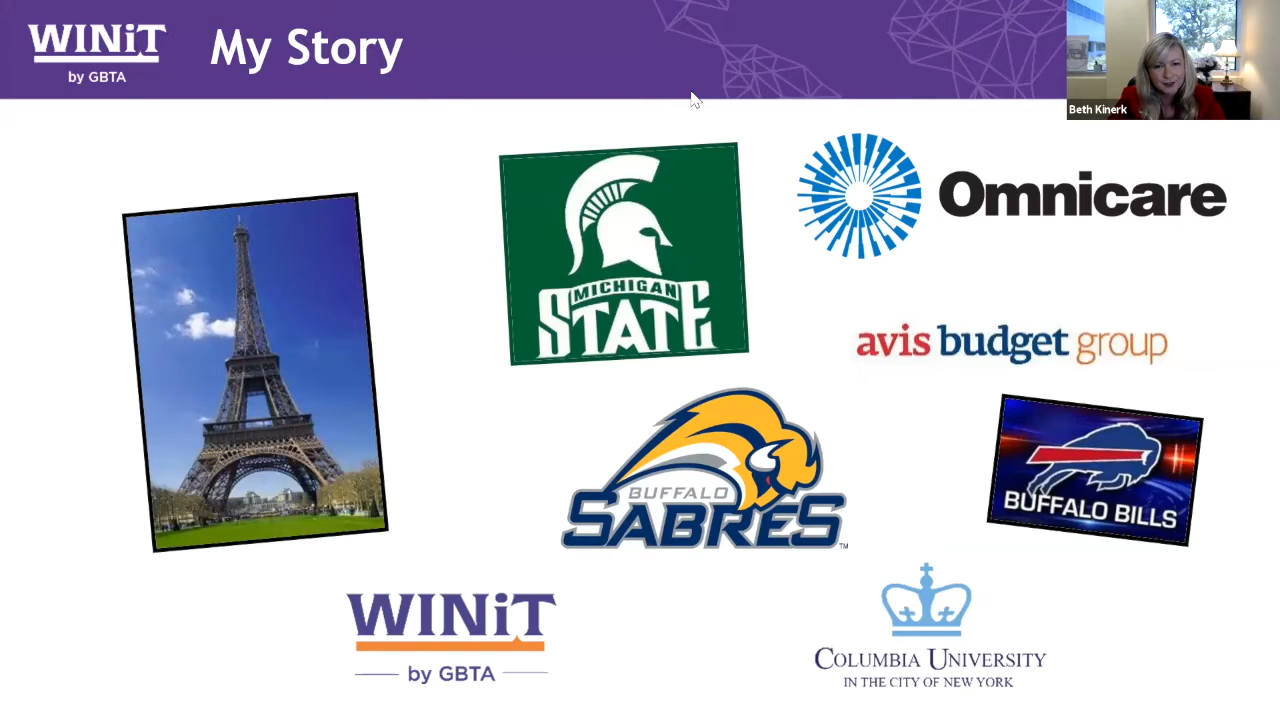 WINiT
by GBTA
My Story
Beth Kinerk
MICHIGAN
STATE
Omnicare
avis budget group
BUFFALO
SABRES
TM
BUFFALO BILLS
WINiT
by GBTA
COLUMBIA UNIVERSITY
IN THE CITY OF NEW YORK